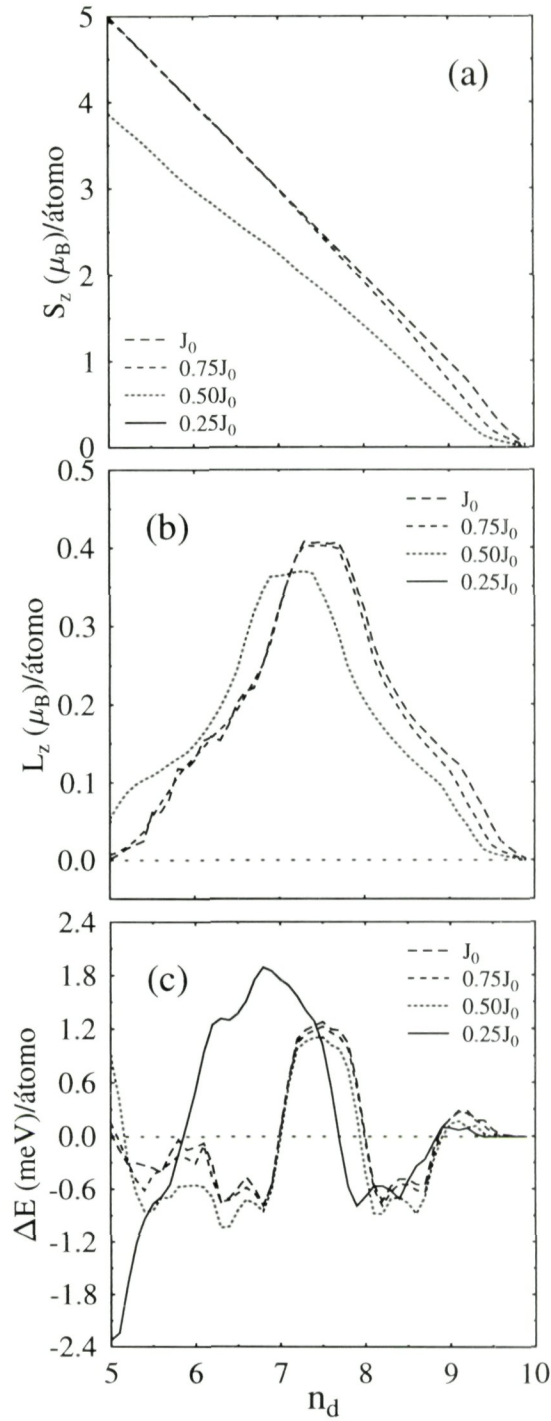 5
(a)
4
3
2
1
0
S_z (μ_B)/átomo
J_0
0.75J_0
0.50J_0
0.25J_0
0.5
(b)
0.4
0.3
0.2
0.1
0.0
L_z (μ_B)/átomo
J_0
0.75J_0
0.50J_0
0.25J_0
2.4
(c)
1.8
1.2
0.6
0.0
-0.6
-1.2
-1.8
-2.4
ΔE (meV)/átomo
J_0
0.75J_0
0.50J_0
0.25J_0
5 6 7 8 9 10
n_d